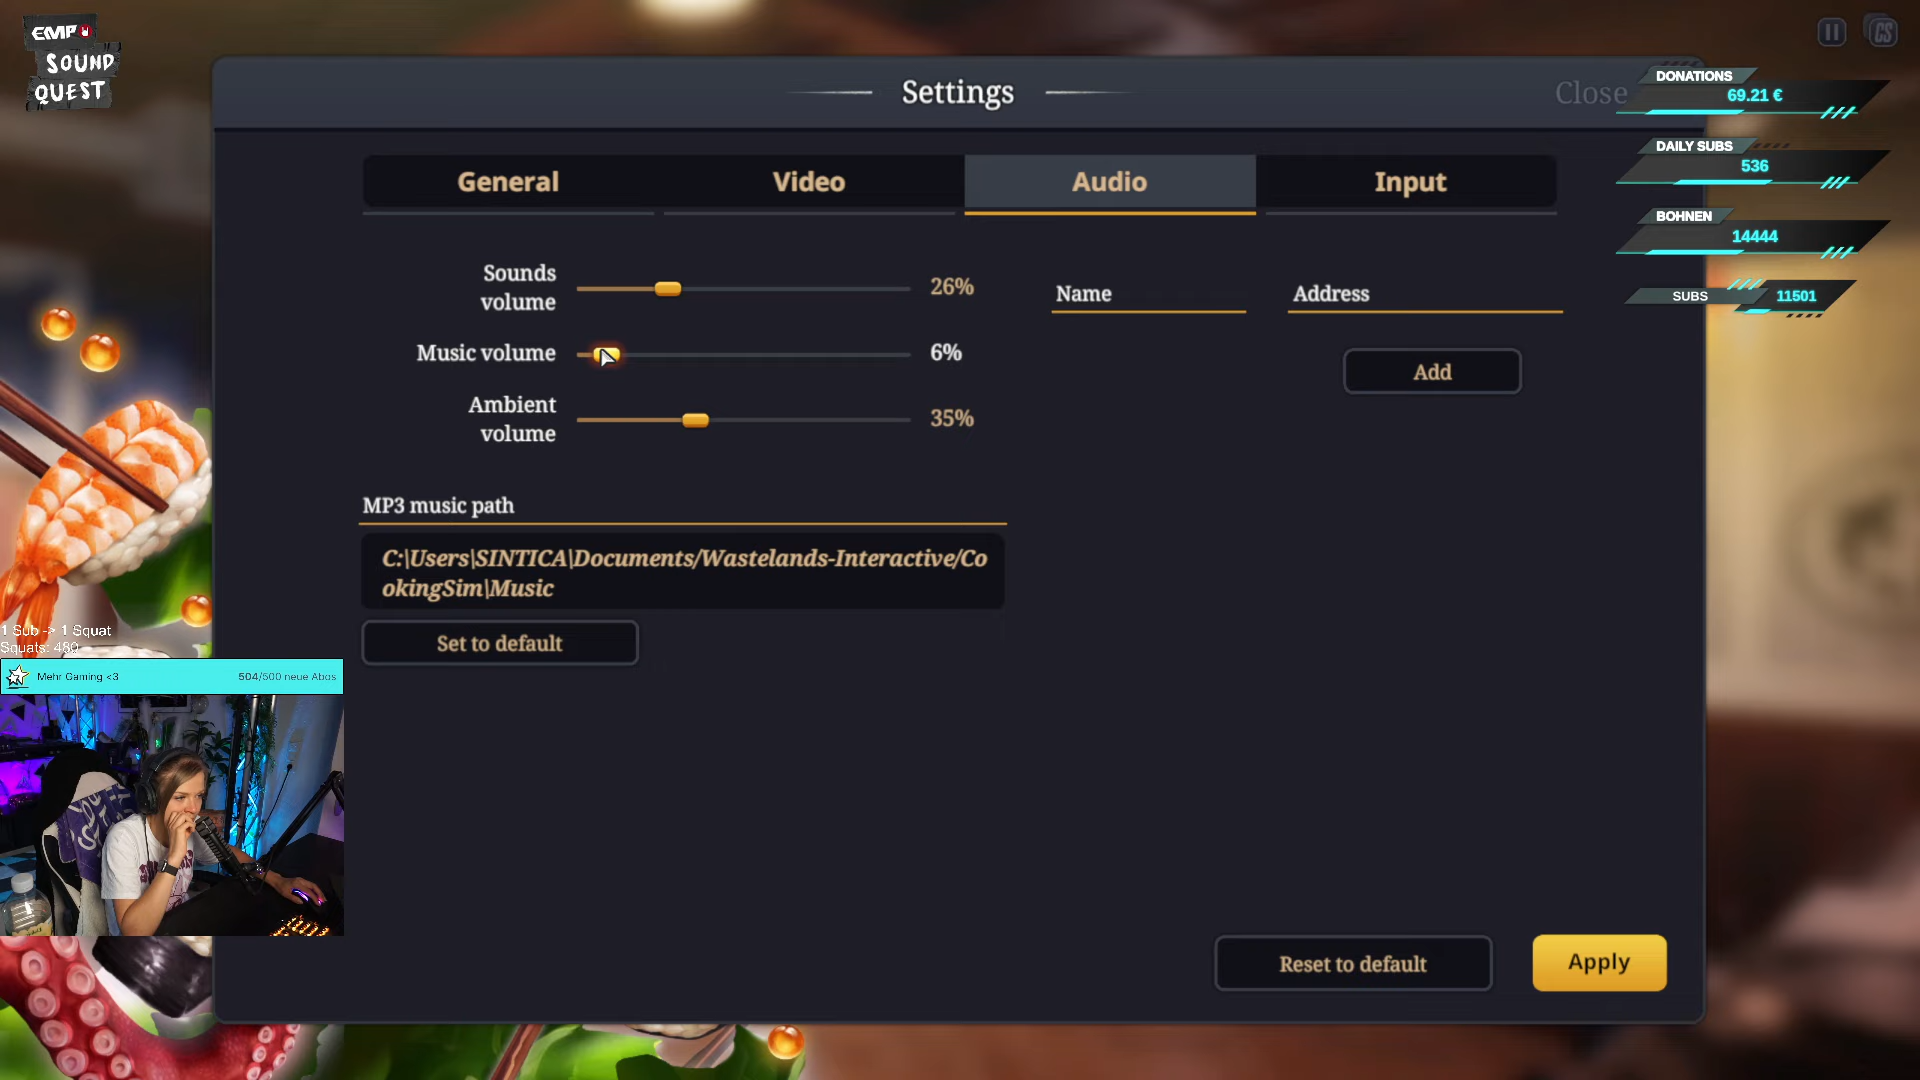 EMP
SOUND
QUEST
CS
Settings
Close
DONATIONS
69.21 €
DAILY SUBS
536
BOHNEN
14444
SUBS
11501
General
Video
Audio
Input
Sounds
volume
26%
Music volume
6%
Ambient
volume
35%
Name
Address
Add
MP3 music path
C:\Users\SINTICA\Documents/Wastelands-Interactive/Co
okingSim\Music
Set to default
1 Sub -> 1 Squat
Squats: 480
Mehr Gaming <3
504/500 neue Abos
Reset to default
Apply